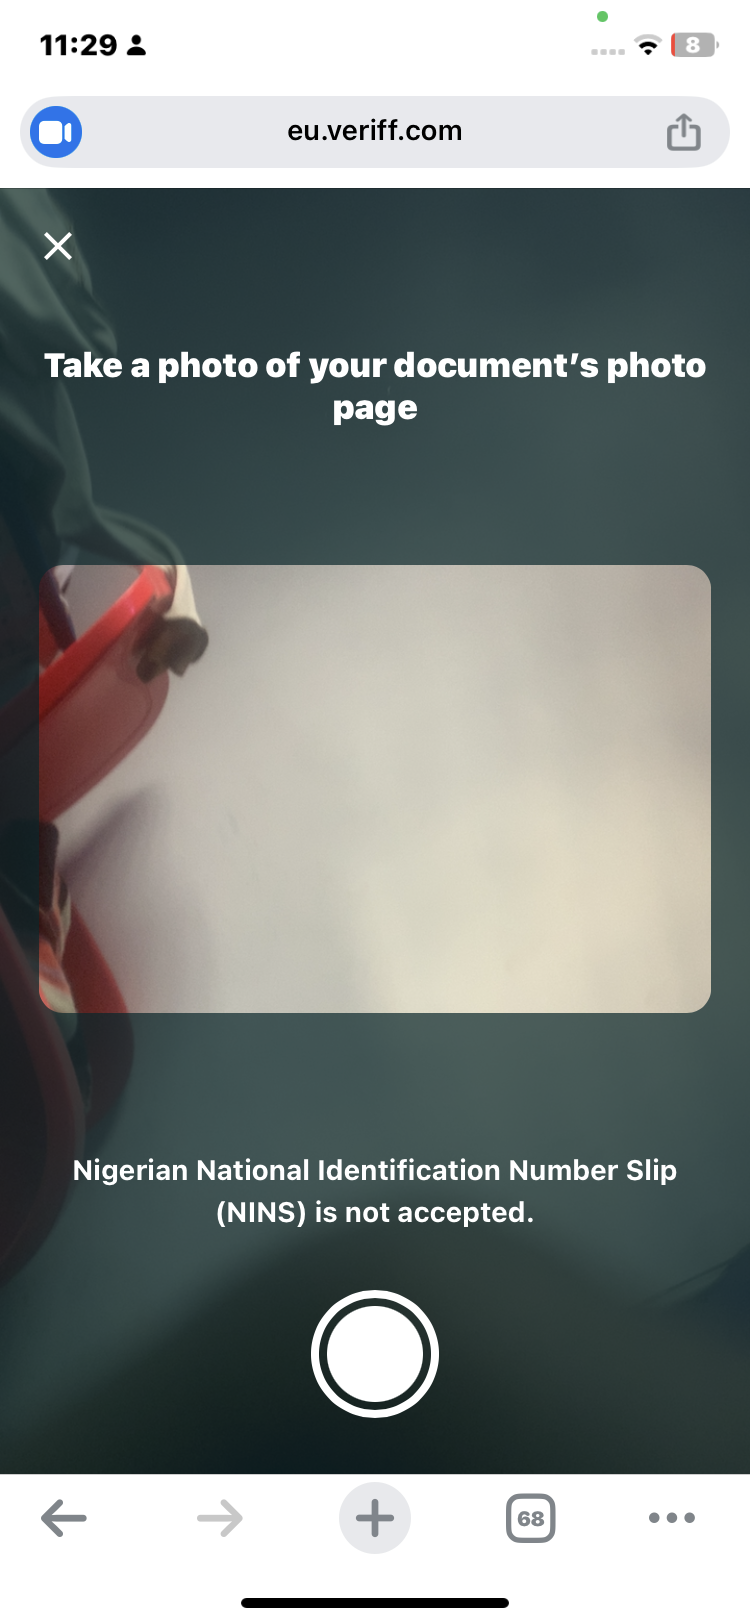 11:29
8
eu.veriff.com
Take a photo of your document’s photo
page
Nigerian National Identification Number Slip
(NINS) is not accepted.
68